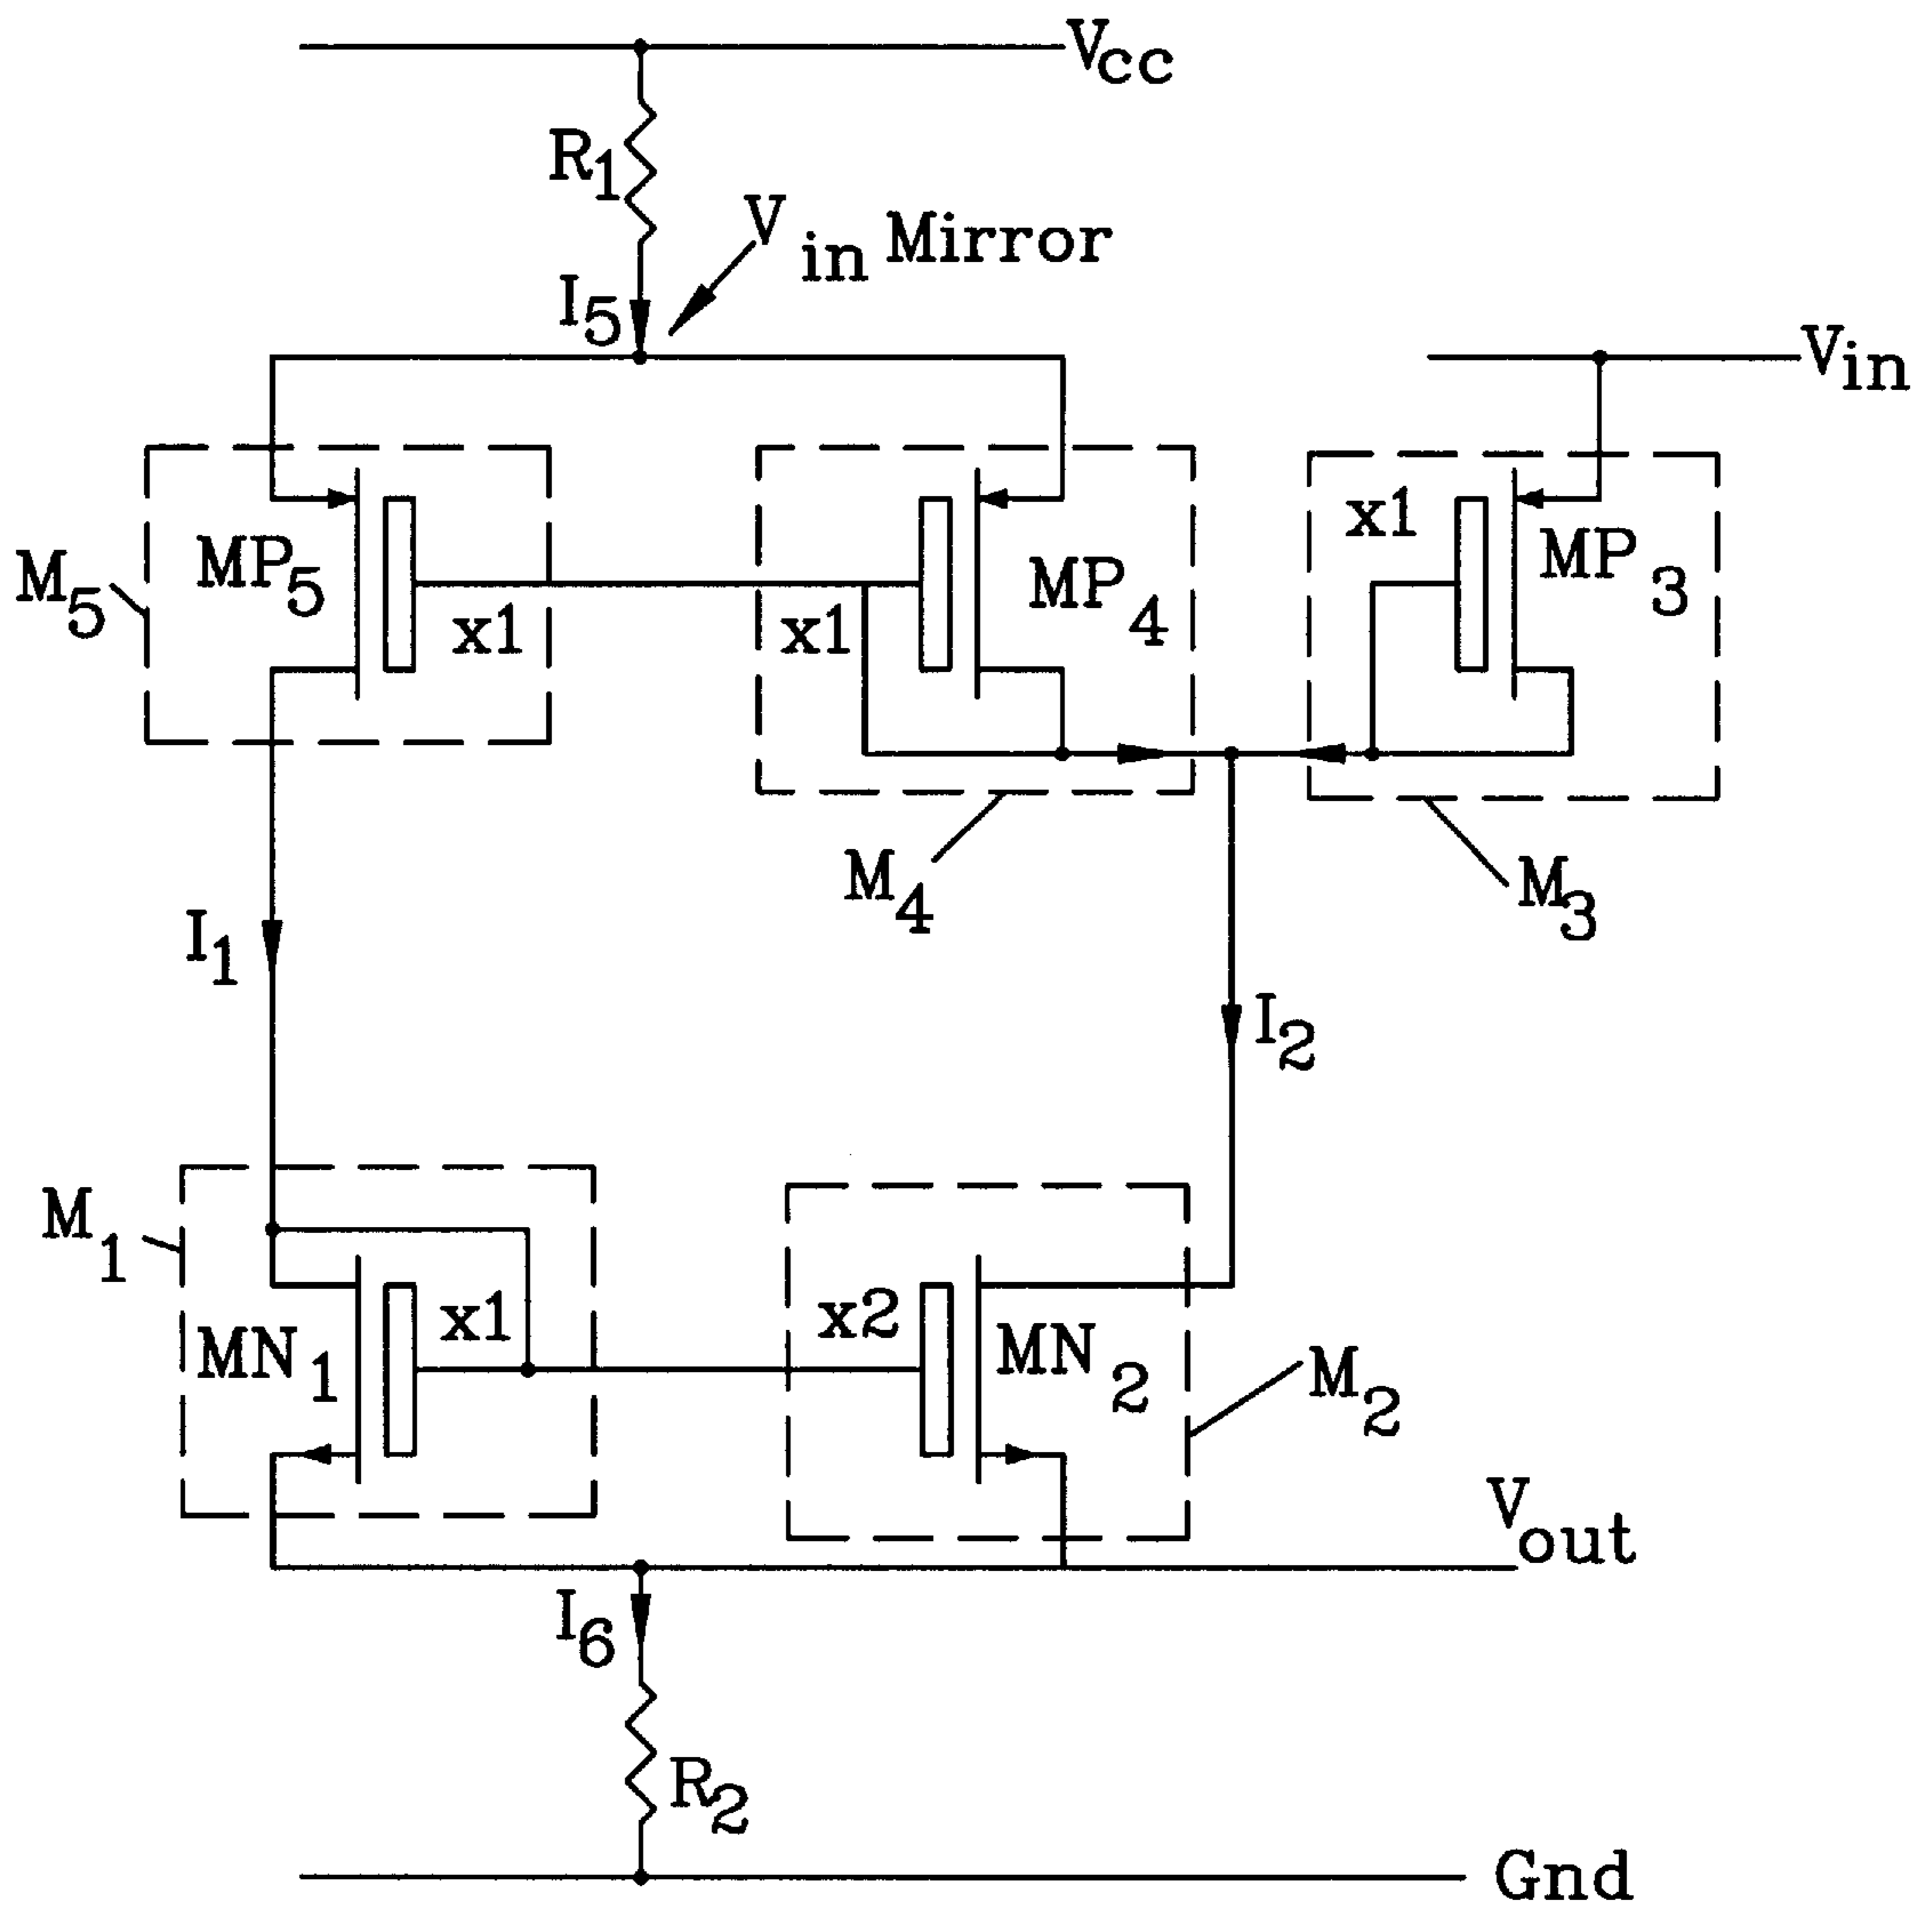 Vcc
R1
Vin Mirror
I5
Vin
x1
MP5
MP4
MP3
M5
x1
x1
M4
M3
I1
I2
M1
x1
x2
MN1
MN2
M2
Vout
I6
R2
Gnd